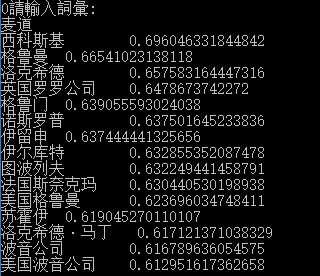 0請輸入詞彙:
麦道
西科斯基 0.696046331844842
格鲁曼 0.66541023138118
洛克希德 0.657583164447316
英国罗罗公司 0.6478673742272
格鲁门 0.639055593024038
诺斯罗普 0.637501645233836
伊留申 0.637444441325656
伊尔库特 0.632855352087478
图波列夫 0.632249441458791
法国斯奈克玛 0.630440530198938
美国格鲁曼 0.623696034748411
苏霍伊 0.619045270110107
洛克希德·马丁 0.617121371038329
波音公司 0.616789636054575
美国波音公司 0.612951617362658